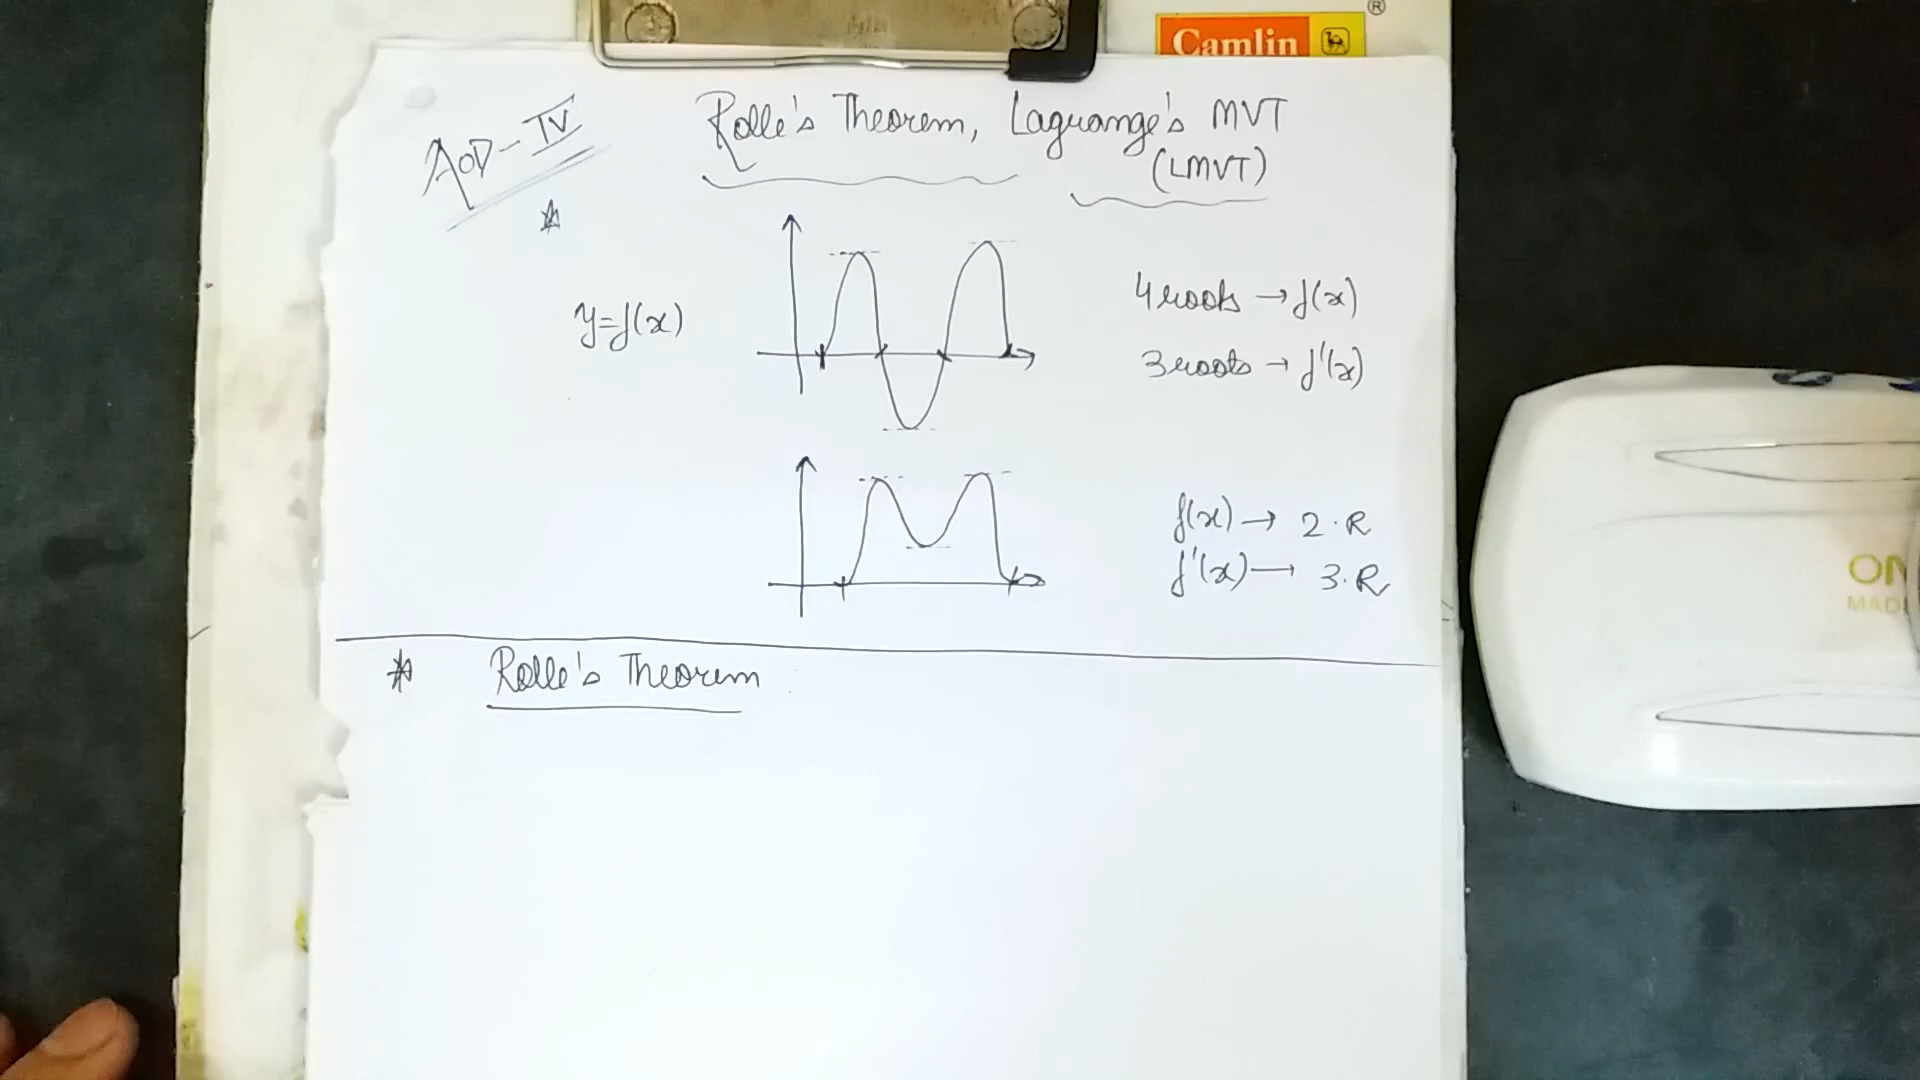 Camlin ®
AOD-IV
Rolle's Theorem, Lagrange's MVT
(LMVT)
y=f(x)
4 roots → f(x)
3 roots → f'(x)
f(x) → 2.R
f'(x) → 3.R
* Rolle's Theorem